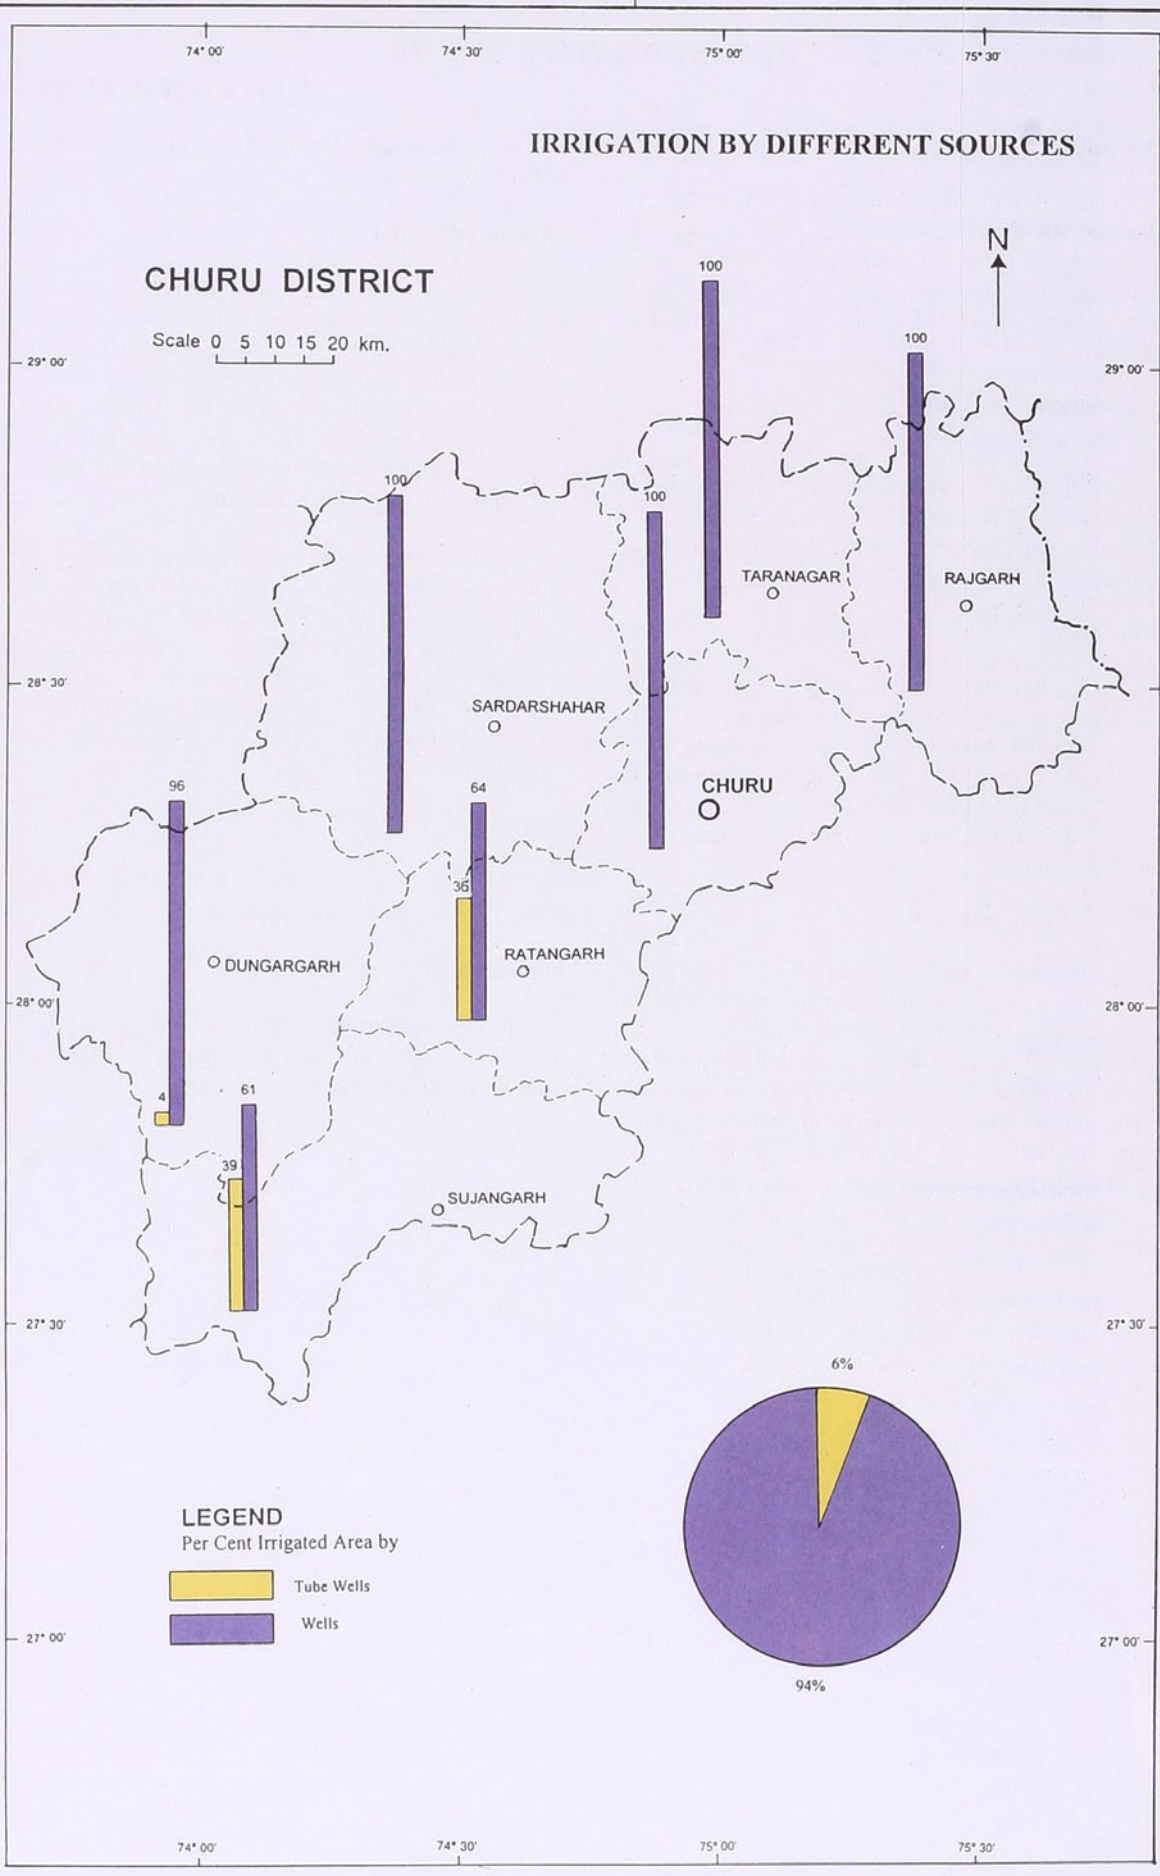 74° 00′ 74° 30′ 75° 00′ 75° 30′
IRRIGATION BY DIFFERENT SOURCES
N
CHURU DISTRICT
Scale 0 5 10 15 20 km.
100
100
29° 00′
29° 00′
100
100
TARANAGAR
RAJGARH
28° 30′
SARDARSHAHAR
CHURU
96
64
35
RATANGARH
DUNGARGARH
28° 00′
28° 00′
4
61
39
SUJANGARH
27° 30′
27° 30′
6%
94%
LEGEND
Per Cent Irrigated Area by
Tube Wells
Wells
27° 00′
27° 00′
74° 00′ 74° 30′ 75° 00′ 75° 30′